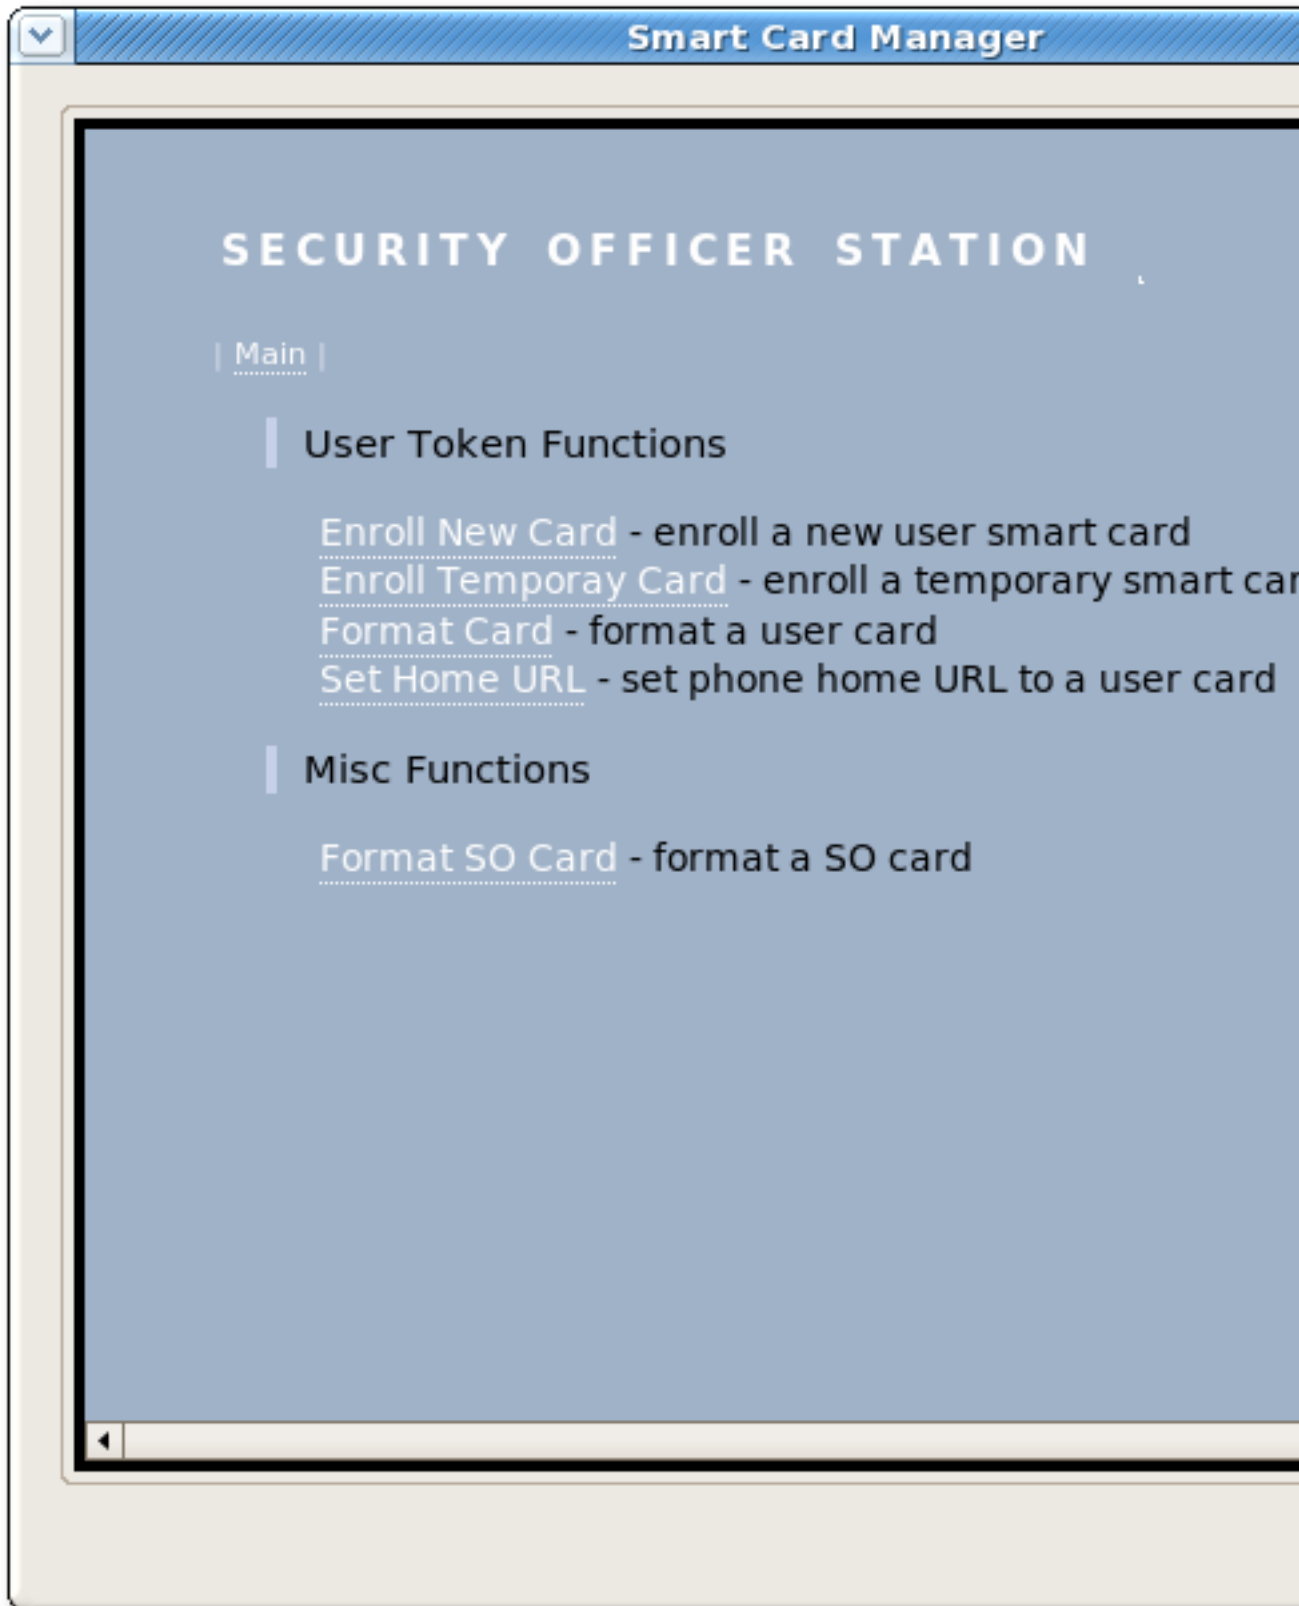 Smart Card Manager
SECURITY OFFICER STATION
| Main |
User Token Functions
Enroll New Card - enroll a new user smart card
Enroll Temporay Card - enroll a temporary smart car
Format Card - format a user card
Set Home URL - set phone home URL to a user card
Misc Functions
Format SO Card - format a SO card